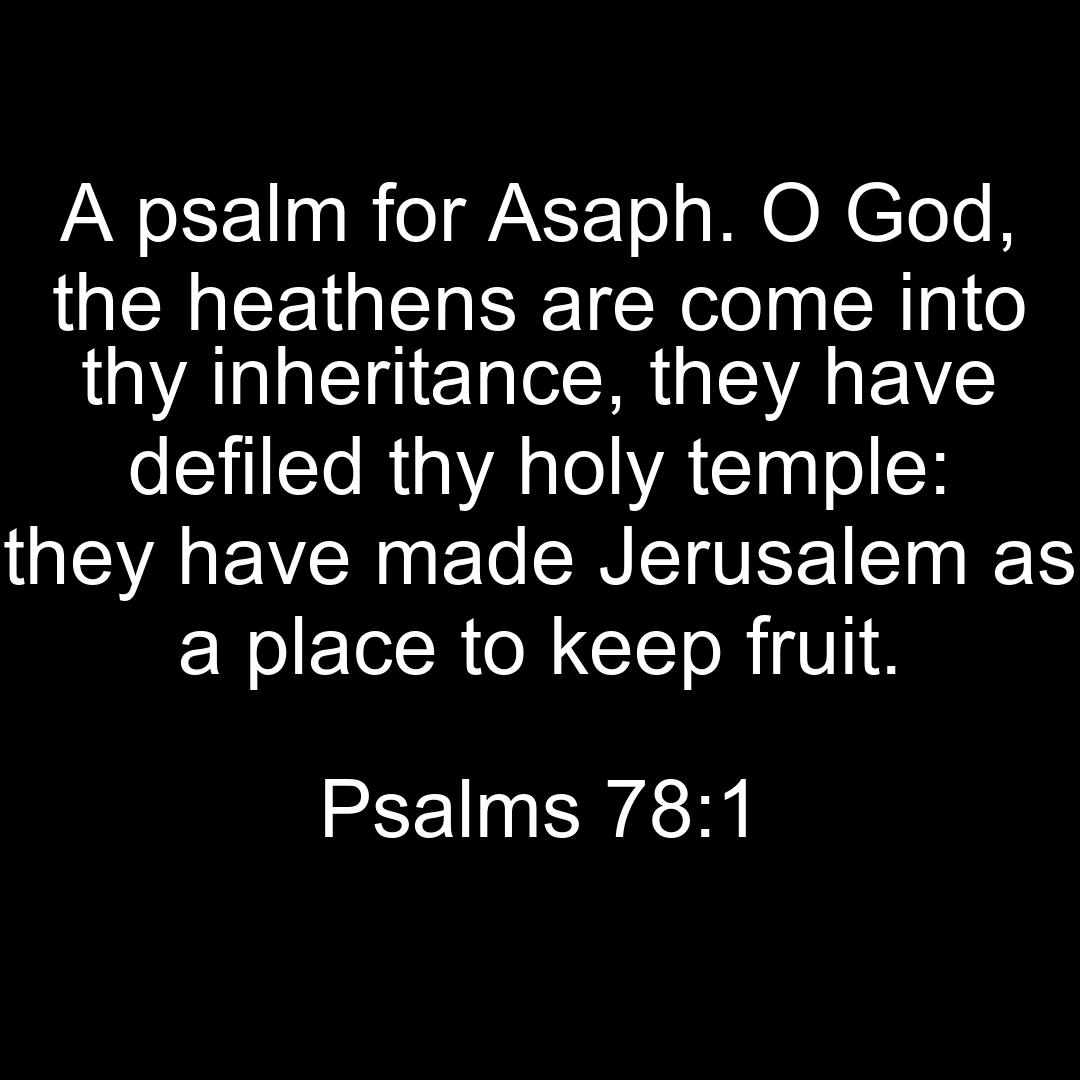 A psalm for Asaph. O God,
the heathens are come into
thy inheritance, they have
defiled thy holy temple:
they have made Jerusalem as
a place to keep fruit.
Psalms 78:1